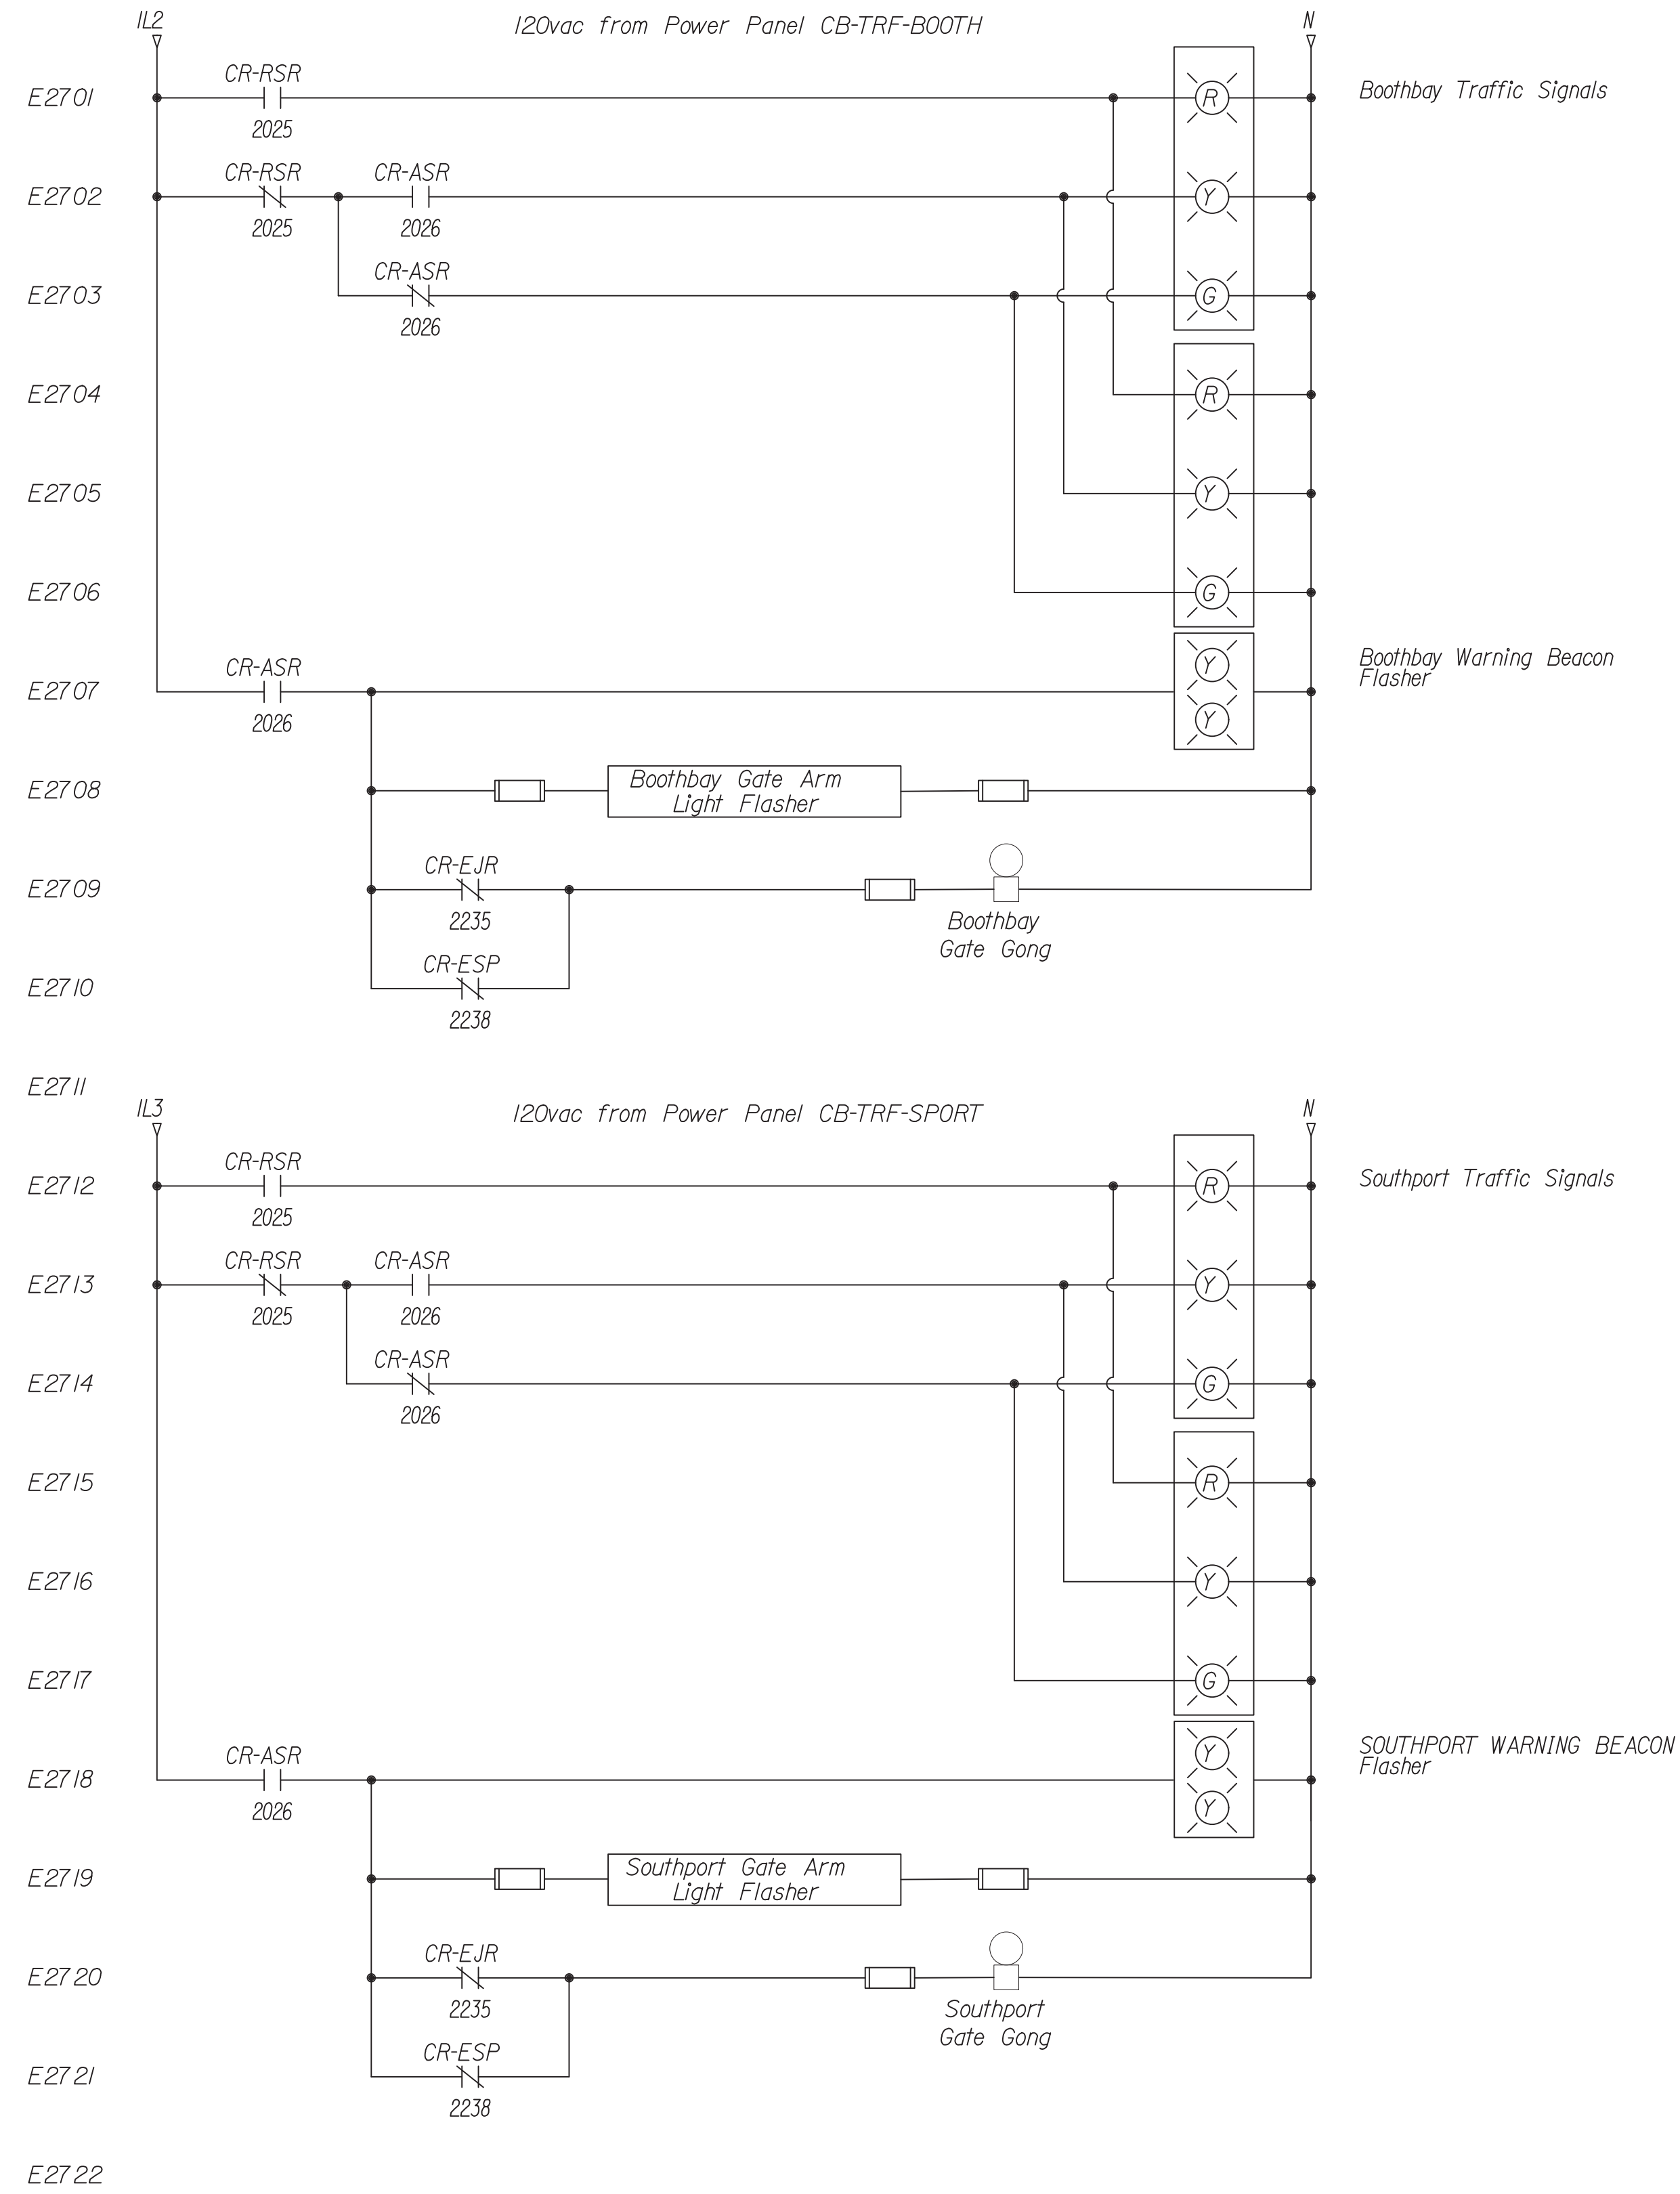 1L2
120vac from Power Panel CB-TRF-BOOTH
N
CR-RSR
E2701
R
Boothbay Traffic Signals
2025
CR-RSR
CR-ASR
E2702
Y
2025
2026
CR-ASR
E2703
G
2026
E2704
R
E2705
Y
E2706
G
Boothbay Warning Beacon
Flasher
CR-ASR
Y
E2707
Y
2026
E2708
Boothbay Gate Arm
Light Flasher
CR-EJR
E2709
2235
Boothbay
Gate Gong
CR-ESP
E2710
2238
E2711
1L3
120vac from Power Panel CB-TRF-SPORT
N
CR-RSR
E2712
R
Southport Traffic Signals
2025
CR-RSR
CR-ASR
E2713
Y
2025
2026
CR-ASR
E2714
G
2026
E2715
R
E2716
Y
E2717
G
SOUTHPORT WARNING BEACON
Flasher
CR-ASR
Y
E2718
Y
2026
E2719
Southport Gate Arm
Light Flasher
CR-EJR
E2720
2235
Southport
Gate Gong
CR-ESP
E2721
2238
E2722